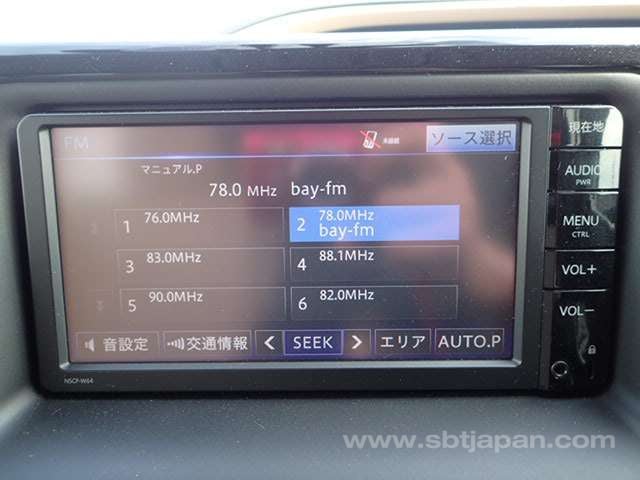 FM
未接続
ソース選択
マニュアル.P
78.0 MHz bay-fm
1 76.0MHz
2 78.0MHz
bay-fm
3 83.0MHz
4 88.1MHz
5 90.0MHz
6 82.0MHz
音設定
交通情報
< SEEK >
エリア
AUTO.P
NSCP-W64
現在地
AUDIO
PWR
MENU
CTRL
VOL+
VOL-
www.sbtjapan.com